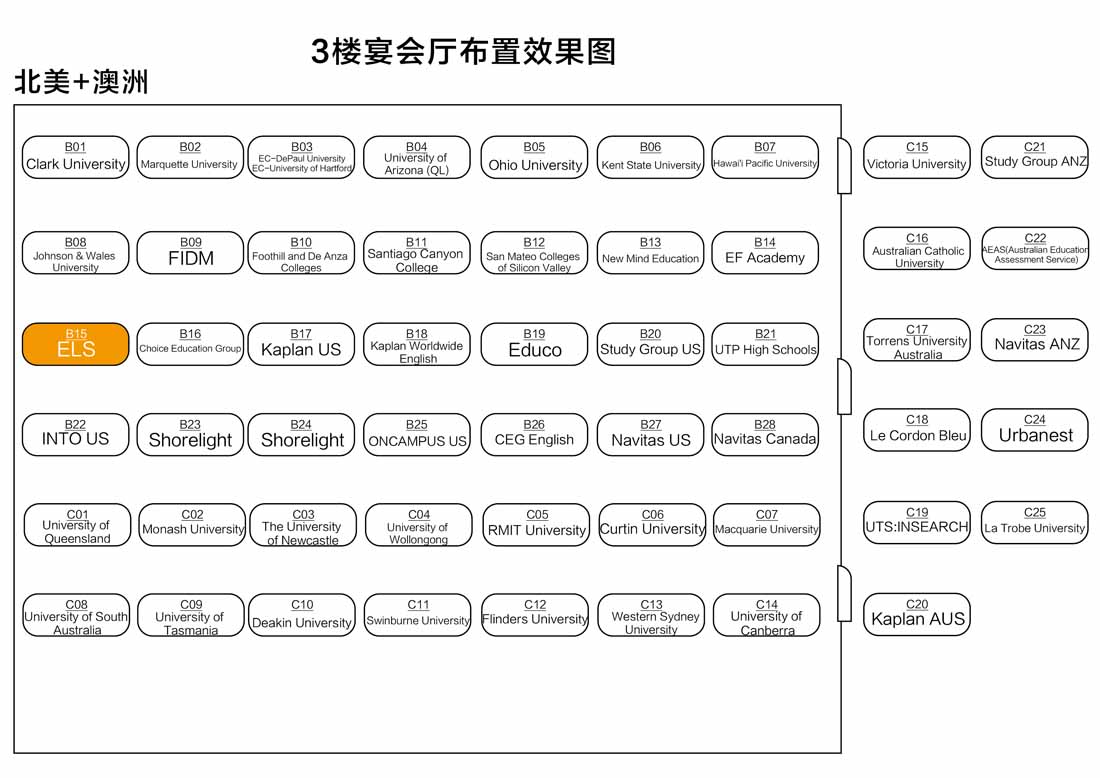 3楼宴会厅布置效果图
北美+澳洲
B01
Clark University
B02
Marquette University
B03
EC-DePaul University
EC-University of Hartford
B04
University of
Arizona (QL)
B05
Ohio University
B06
Kent State University
B07
Hawai'i Pacific University
C15
Victoria University
C21
Study Group ANZ
B08
Johnson & Wales
University
B09
FIDM
B10
Foothill and De Anza
Colleges
B11
Santiago Canyon
College
B12
San Mateo Colleges
of Silicon Valley
B13
New Mind Education
B14
EF Academy
C16
Australian Catholic
University
C22
AEAS(Australian Education
Assessment Service)
B15
ELS
B16
Choice Education Group
B17
Kaplan US
B18
Kaplan Worldwide
English
B19
Educo
B20
Study Group US
B21
UTP High Schools
C17
Torrens University
Australia
C23
Navitas ANZ
B22
INTO US
B23
Shorelight
B24
Shorelight
B25
ONCAMPUS US
B26
CEG English
B27
Navitas US
B28
Navitas Canada
C18
Le Cordon Bleu
C24
Urbanest
C01
University of
Queensland
C02
Monash University
C03
The University
of Newcastle
C04
University of
Wollongong
C05
RMIT University
C06
Curtin University
C07
Macquarie University
C19
UTS:INSEARCH
C25
La Trobe University
C08
University of South
Australia
C09
University of
Tasmania
C10
Deakin University
C11
Swinburne University
C12
Flinders University
C13
Western Sydney
University
C14
University of
Canberra
C20
Kaplan AUS